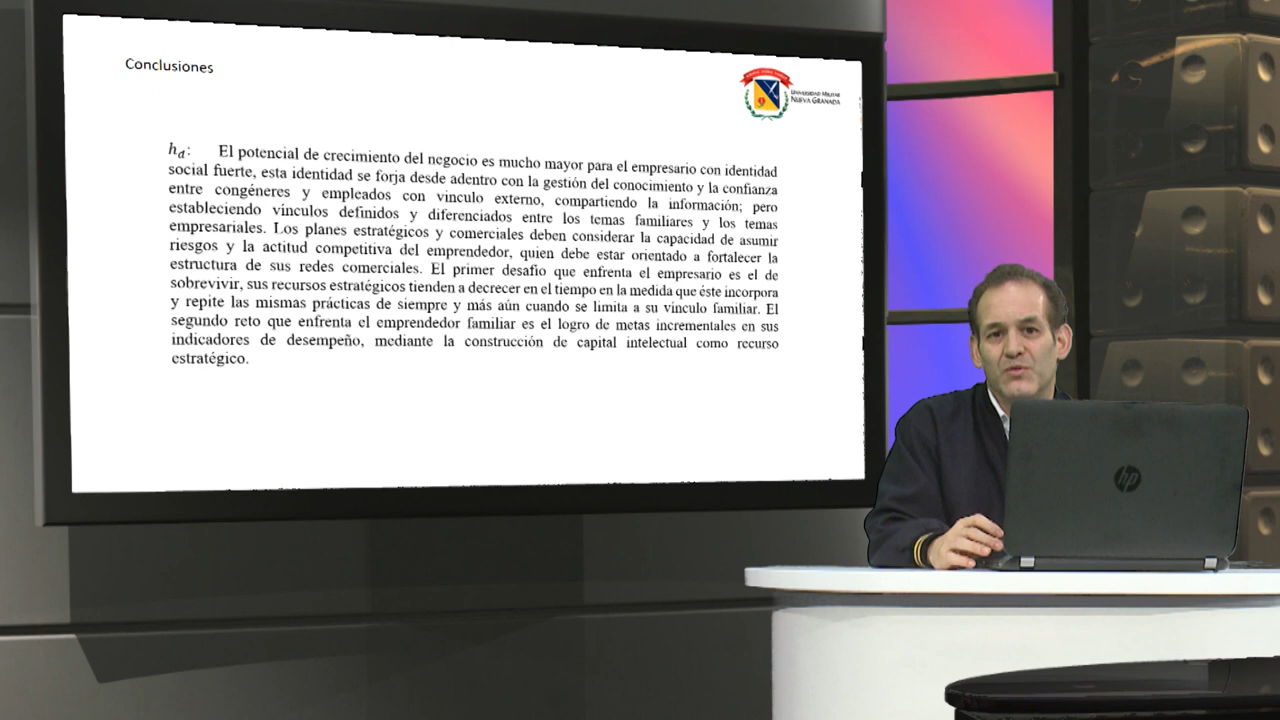 Conclusiones
UNIVERSIDAD MILITAR
NUEVA GRANADA
h_d: El potencial de crecimiento del negocio es mucho mayor para el empresario con identidad
social fuerte, esta identidad se forja desde adentro con la gestión del conocimiento y la confianza
entre congéneres y empleados con vinculo externo, compartiendo la información; pero
estableciendo vínculos definidos y diferenciados entre los temas familiares y los temas
empresariales. Los planes estratégicos y comerciales deben considerar la capacidad de asumir
riesgos y la actitud competitiva del emprendedor, quien debe estar orientado a fortalecer la
estructura de sus redes comerciales. El primer desafío que enfrenta el empresario es el de
sobrevivir, sus recursos estratégicos tienden a decrecer en el tiempo en la medida que éste incorpora
y repite las mismas prácticas de siempre y más aún cuando se limita a su vínculo familiar. El
segundo reto que enfrenta el emprendedor familiar es el logro de metas incrementales en sus
indicadores de desempeño, mediante la construcción de capital intelectual como recurso
estratégico.
hp